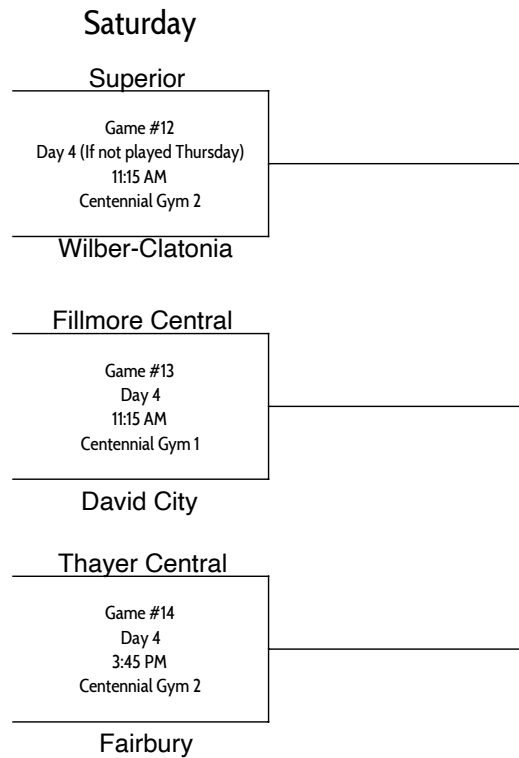 Saturday
Superior
Game #12
Day 4 (If not played Thursday)
11:15 AM
Centennial Gym 2
Wilber-Clatonia
Fillmore Central
Game #13
Day 4
11:15 AM
Centennial Gym 1
David City
Thayer Central
Game #14
Day 4
3:45 PM
Centennial Gym 2
Fairbury